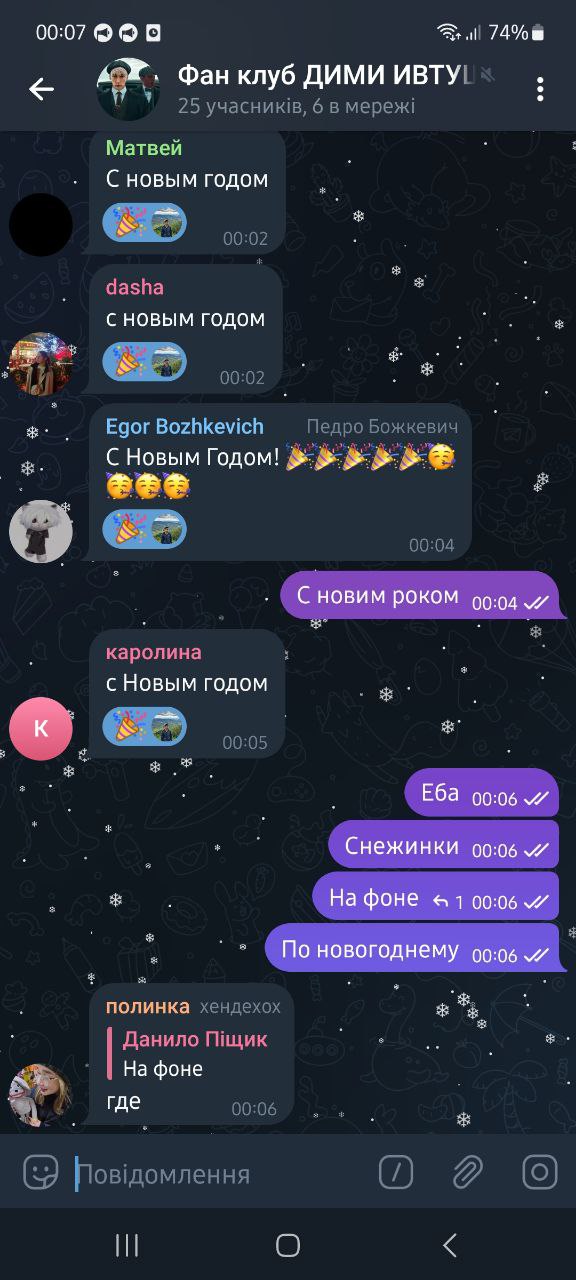 00:07
74%
Фан клуб ДИМИ ИВТУ
25 учасників, 6 в мережі
Матвей
С новым годом
00:02
dasha
с новым годом
00:02
Egor Bozhkevich Педро Божкевич
С Новым Годом! 🎉🎉🎉🎉🎉🥳
🥳🥳🥳
00:04
С новим роком 00:04
каролина
с Новым годом
К
00:05
Еба 00:06
Снежинки 00:06
На фоне 1 00:06
По новогоднему 00:06
полинка хендехох
Данило Піщик
На фоне
где 00:06
Повідомлення